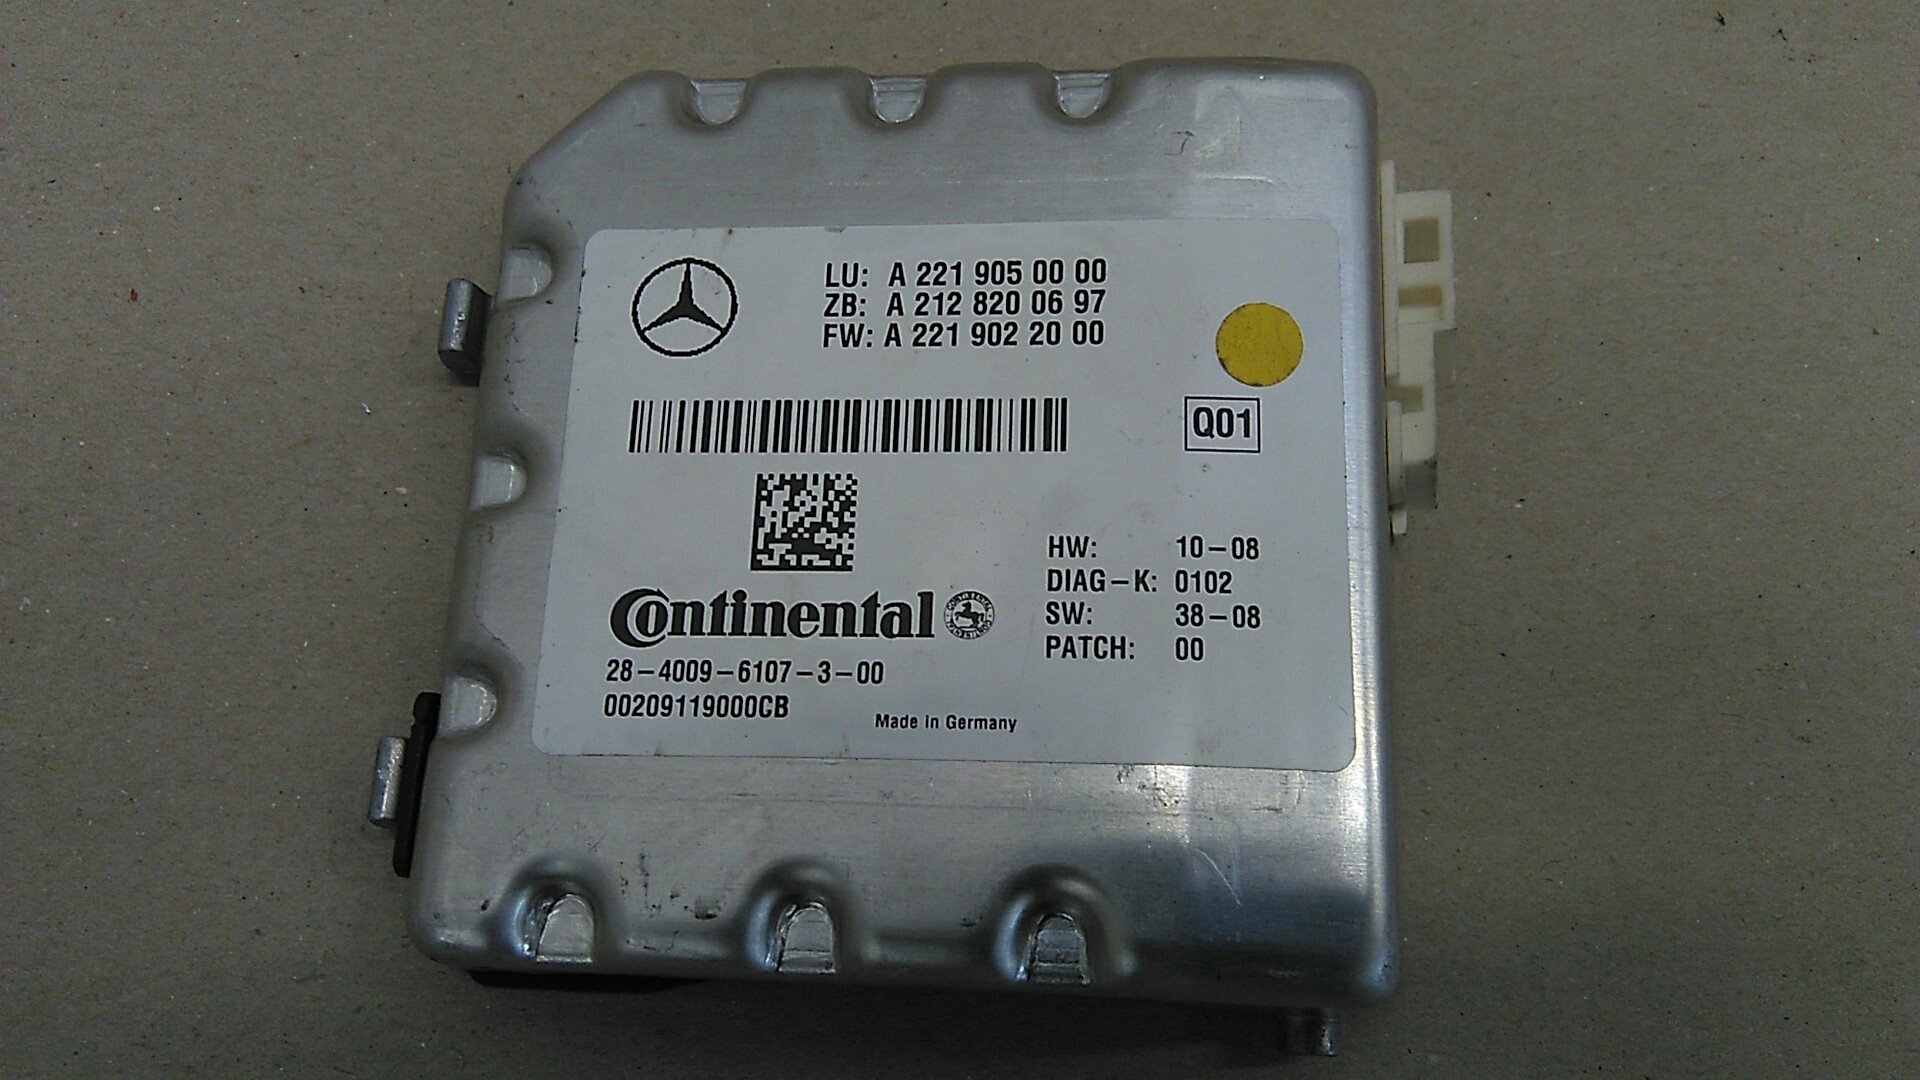 LU: A 221 905 00 00
ZB: A 212 820 06 97
FW: A 221 902 20 00
Q01
HW: 10-08
DIAG-K: 0102
SW: 38-08
PATCH: 00
Continental
28-4009-6107-3-00
00209119000CB
Made in Germany